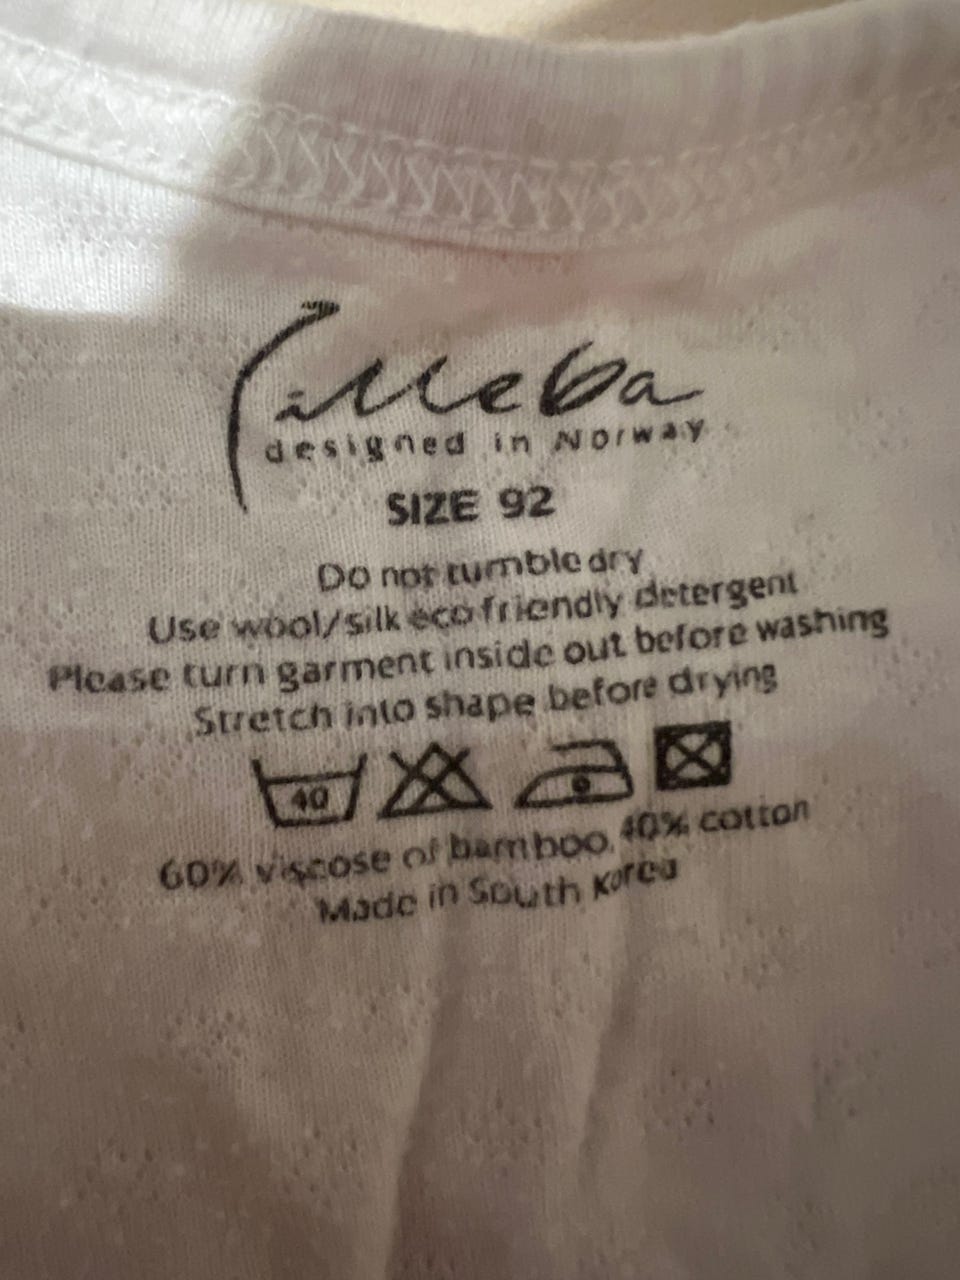 Lilleba
designed in Norway
SIZE 92
Do not tumble dry
Use wool/silk eco friendly detergent
Please turn garment inside out before washing
Stretch into shape before drying
40
60% viscose of bamboo, 40% cotton
Made in South Korea